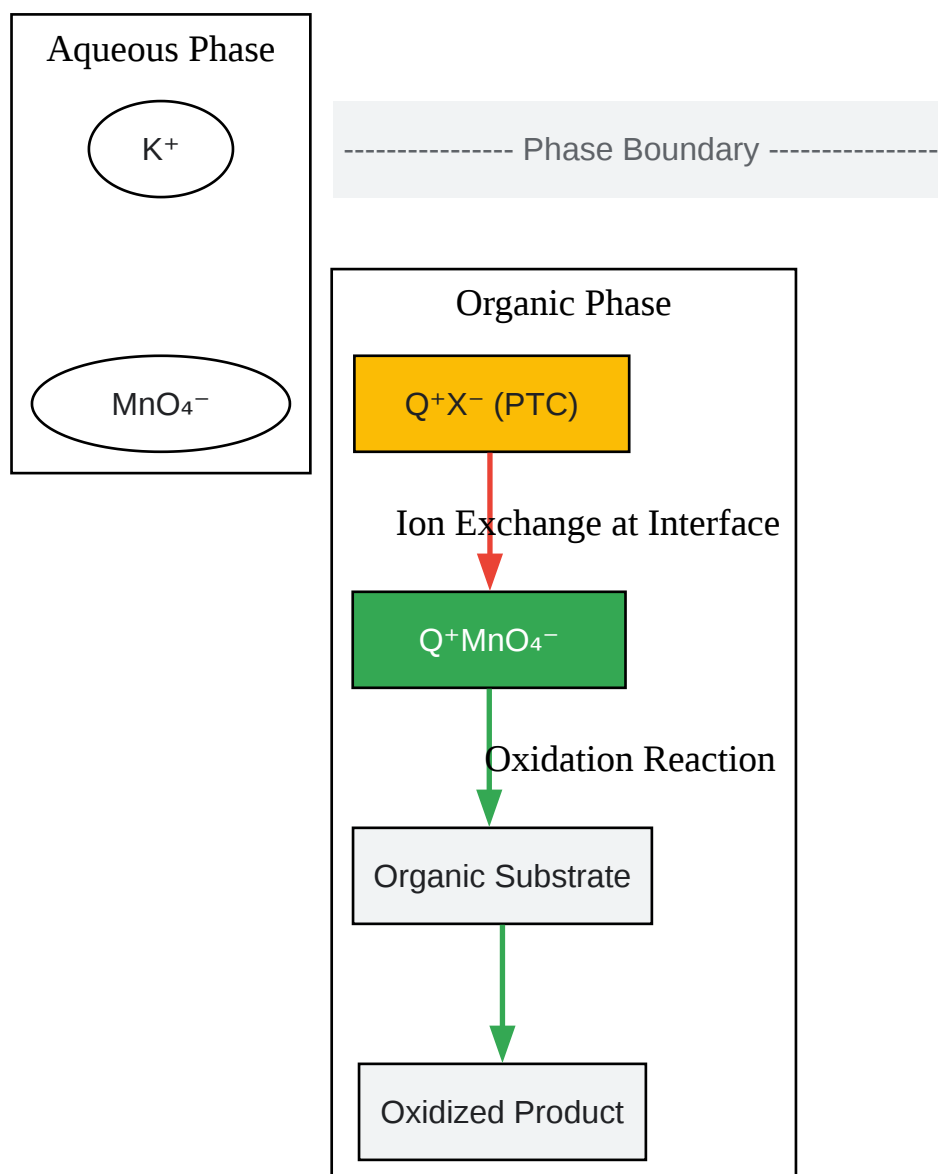 Aqueous Phase
K⁺
---------------- Phase Boundary ----------------
MnO₄⁻
Organic Phase
Q⁺X⁻ (PTC)
Ion Exchange at Interface
Q⁺MnO₄⁻
Oxidation Reaction
Organic Substrate
Oxidized Product